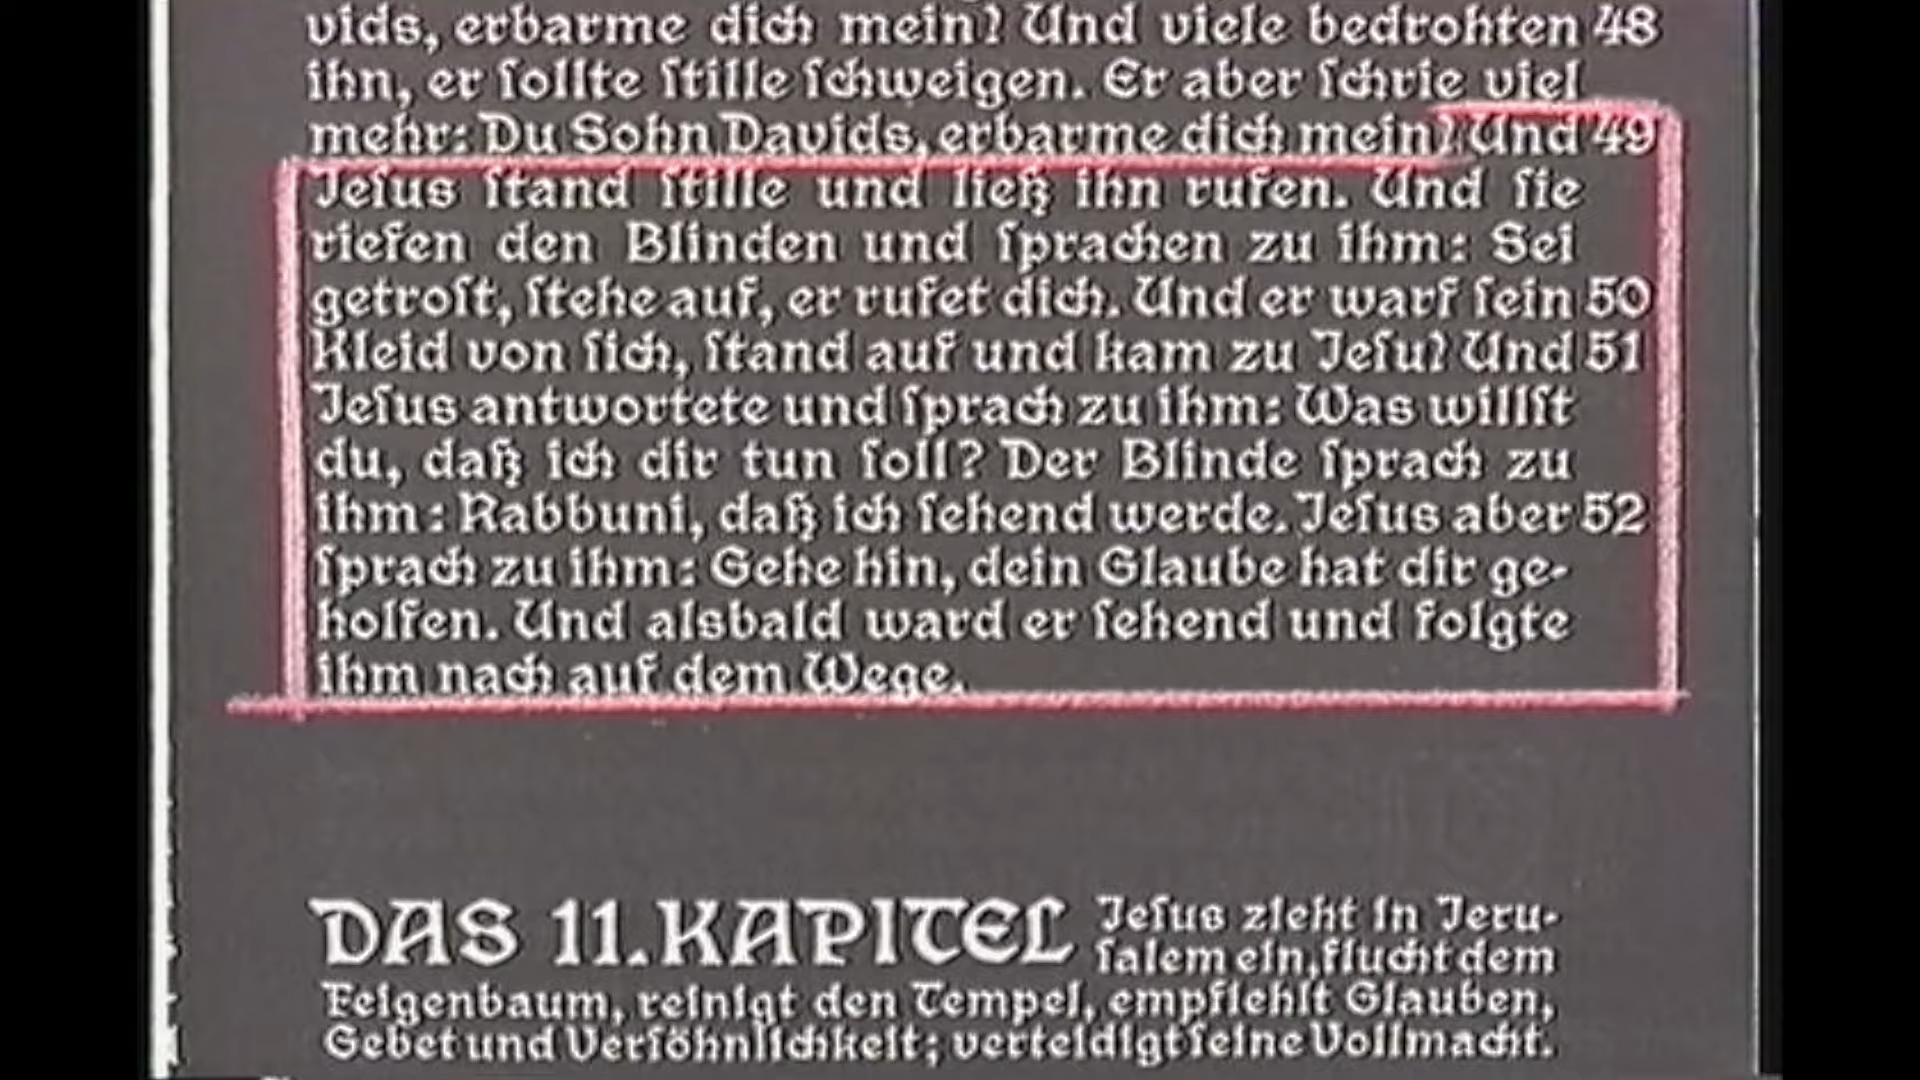 vids, erbarme dich mein! Und viele bedrohten 48
ihn, er ſollte ſtille ſchweigen. Er aber ſchrie viel
mehr: Du Sohn Davids, erbarme dich mein! Und 49
Jeſus ſtand ſtille und ließ ihn rufen. Und ſie
riefen den Blinden und ſprachen zu ihm: Sei
getroſt, ſtehe auf, er rufet dich. Und er warf ſein 50
Kleid von ſich, ſtand auf und kam zu Jeſu! Und 51
Jeſus antwortete und ſprach zu ihm: Was willſt
du, daß ich dir tun ſoll? Der Blinde ſprach zu
ihm: Rabbuni, daß ich ſehend werde. Jeſus aber 52
ſprach zu ihm: Gehe hin, dein Glaube hat dir ge-
holfen. Und alsbald ward er ſehend und folgte
ihm nach auf dem Wege.
DAS 11. KAPITEL Jeſus zieht in Jeru-
ſalem ein, flucht dem
Feigenbaum, reinigt den Tempel, empfiehlt Glauben,
Gebet und Verſöhnlichkeit; verteidigt ſeine Vollmacht.